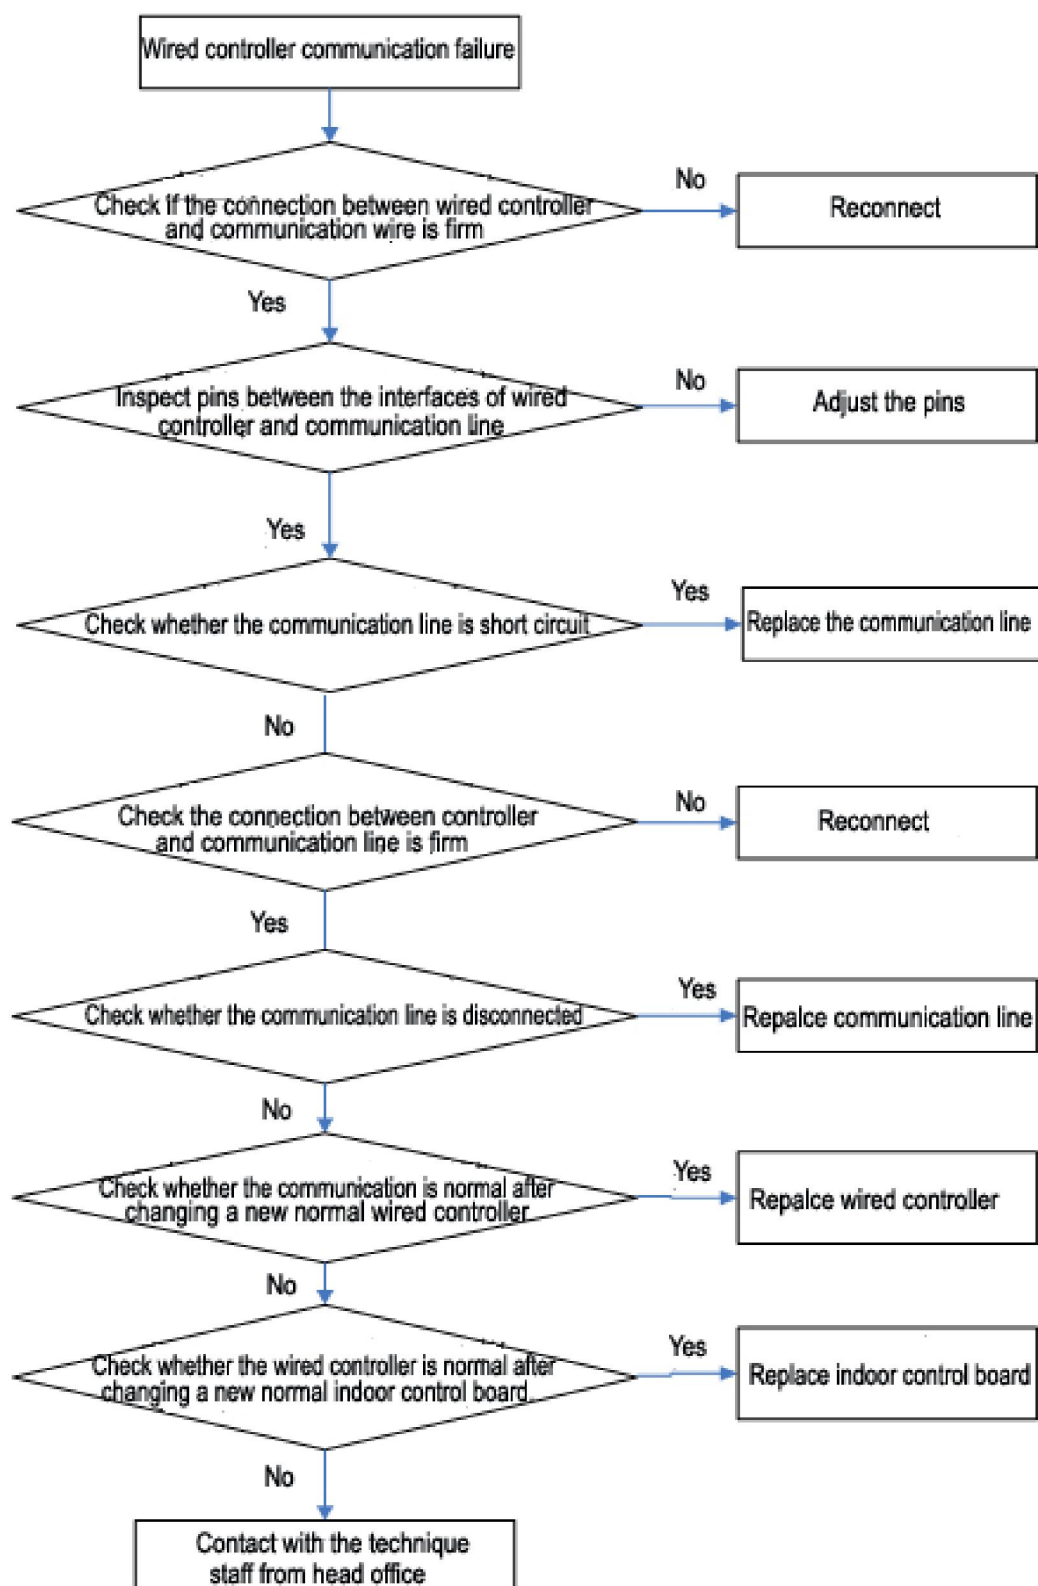 Wired controller communication failure
Check if the connection between wired controller
and communication wire is firm
No
Reconnect
Yes
Inspect pins between the interfaces of wired
controller and communication line
No
Adjust the pins
Yes
Check whether the communication line is short circuit
Yes
Replace the communication line
No
Check the connection between controller
and communication line is firm
No
Reconnect
Yes
Check whether the communication line is disconnected
Yes
Repalce communication line
No
Check whether the communication is normal after
changing a new normal wired controller
Yes
Repalce wired controller
No
Check whether the wired controller is normal after
changing a new normal indoor control board
Yes
Replace indoor control board
No
Contact with the technique
staff from head office